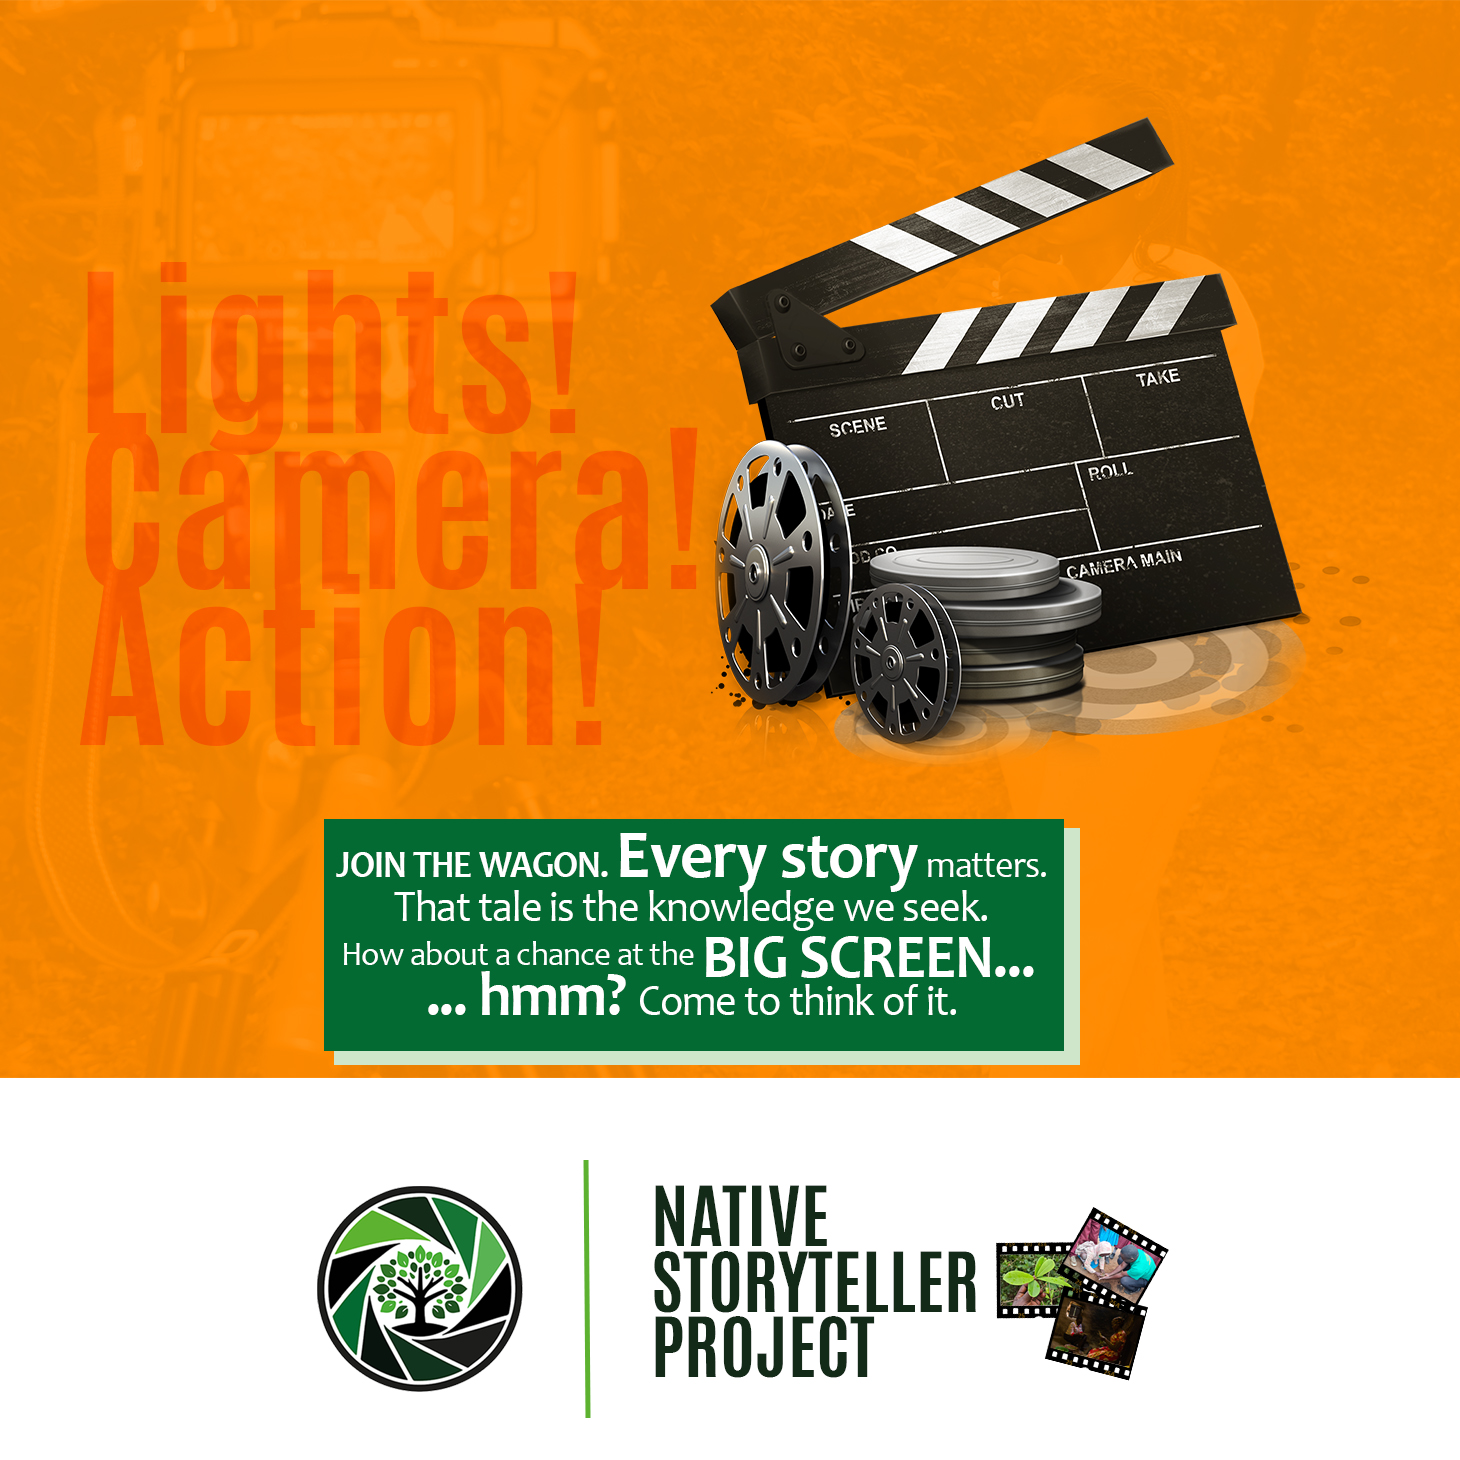 Lights!
Camera!
Action!
SCENE
CUT
TAKE
ROLL
CAMERA MAIN
JOIN THE WAGON. Every story matters.
That tale is the knowledge we seek.
How about a chance at the BIG SCREEN...
... hmm? Come to think of it.
NATIVE
STORYTELLER
PROJECT